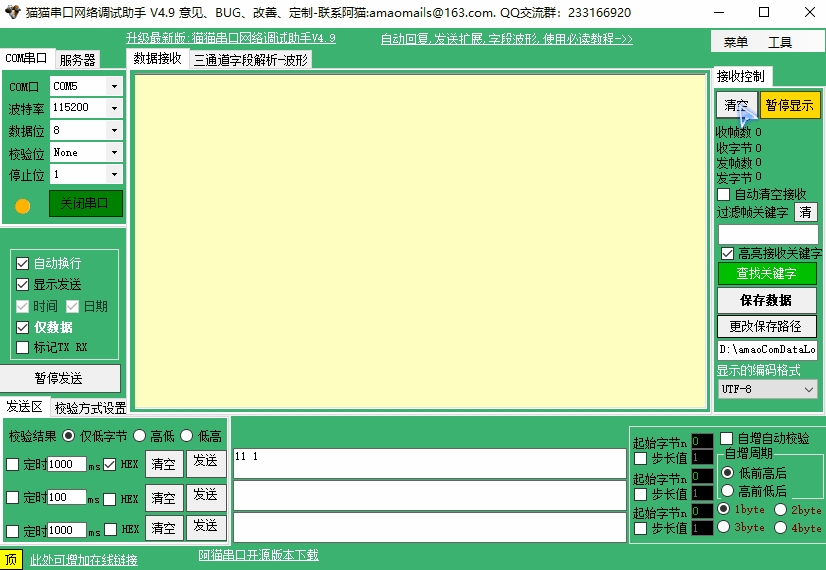 猫猫串口网络调试助手 V4.9 意见、BUG、改善、定制-联系阿猫:amaomails@163.com. QQ交流群：233166920
升级最新版:猫猫串口网络调试助手V4.9
自动回复,发送扩展,字段波形,使用必读教程->>
菜单 工具
COM串口 服务器
数据接收 三通道字段解析-波形
接收控制
COM口 COM5
波特率 115200
数据位 8
校验位 None
停止位 1
关闭串口
清空 暂停显示
收帧数 0
收字节 0
发帧数 0
发字节 0
自动清空接收
过滤帧关键字 清
高亮接收关键字
查找关键字
保存数据
更改保存路径
D:\amaoComDataLo
显示的编码格式
UTF-8
自动换行
显示发送
时间 日期
仅数据
标记TX RX
暂停发送
发送区 校验方式设置
校验结果 仅低字节 高低 低高
定时 1000 ms HEX 清空 发送
定时 100 ms HEX 清空 发送
定时 1000 ms HEX 清空 发送
11 1
起始字节n 0
步长值 1
起始字节n 0
步长值 1
起始字节n 0
步长值 1
自增自动校验
自增周期
低前高后
高前低后
1byte 2byte
3byte 4byte
顶 此处可增加在线链接
阿猫串口开源版本下载